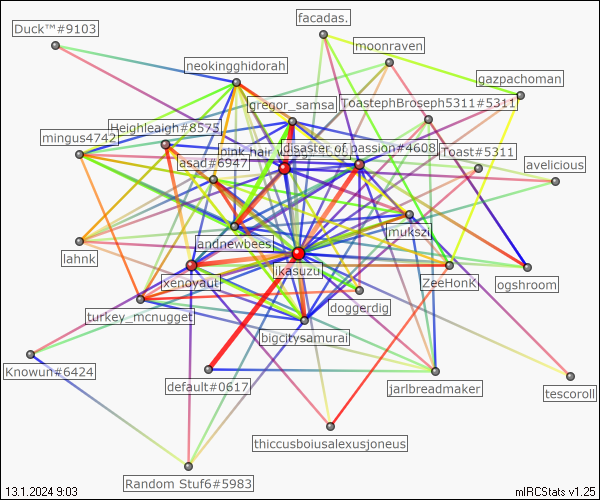 Duck™#9103
facadas.
moonraven
neokingghidorah
gazpachoman
gregor_samsa
ToastephBroseph5311#5311
Heighleaigh#8575
mingus4742
disaster of passion#4608
Toast#5311
pink hair
asad#6947
avelicious
andnewbees
mukszi
lahnk
likasuzu
xenoyaut
ZeeHonK
ogshroom
doggerdig
turkey_mcnugget
bigcitysamurai
Knowun#6424
default#0617
jarlbreadmaker
tescoroll
thiccusboiusalexusjoneus
Random Stuf6#5983
13.1.2024 9:03
mIRCStats v1.25